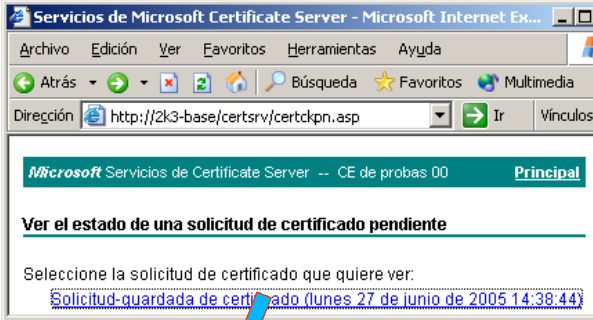 Servicios de Microsoft Certificate Server - Microsoft Internet Ex...
Archivo Edición Ver Favoritos Herramientas Ayuda
Atrás Búsqueda Favoritos Multimedia
Dirección http://2k3-base/certsrv/certckpn.asp Ir Vínculos
Microsoft Servicios de Certificate Server -- CE de probas 00 Principal
Ver el estado de una solicitud de certificado pendiente
Seleccione la solicitud de certificado que quiere ver:
Solicitud-guardada de certificado (lunes 27 de junio de 2005 14:38:44)